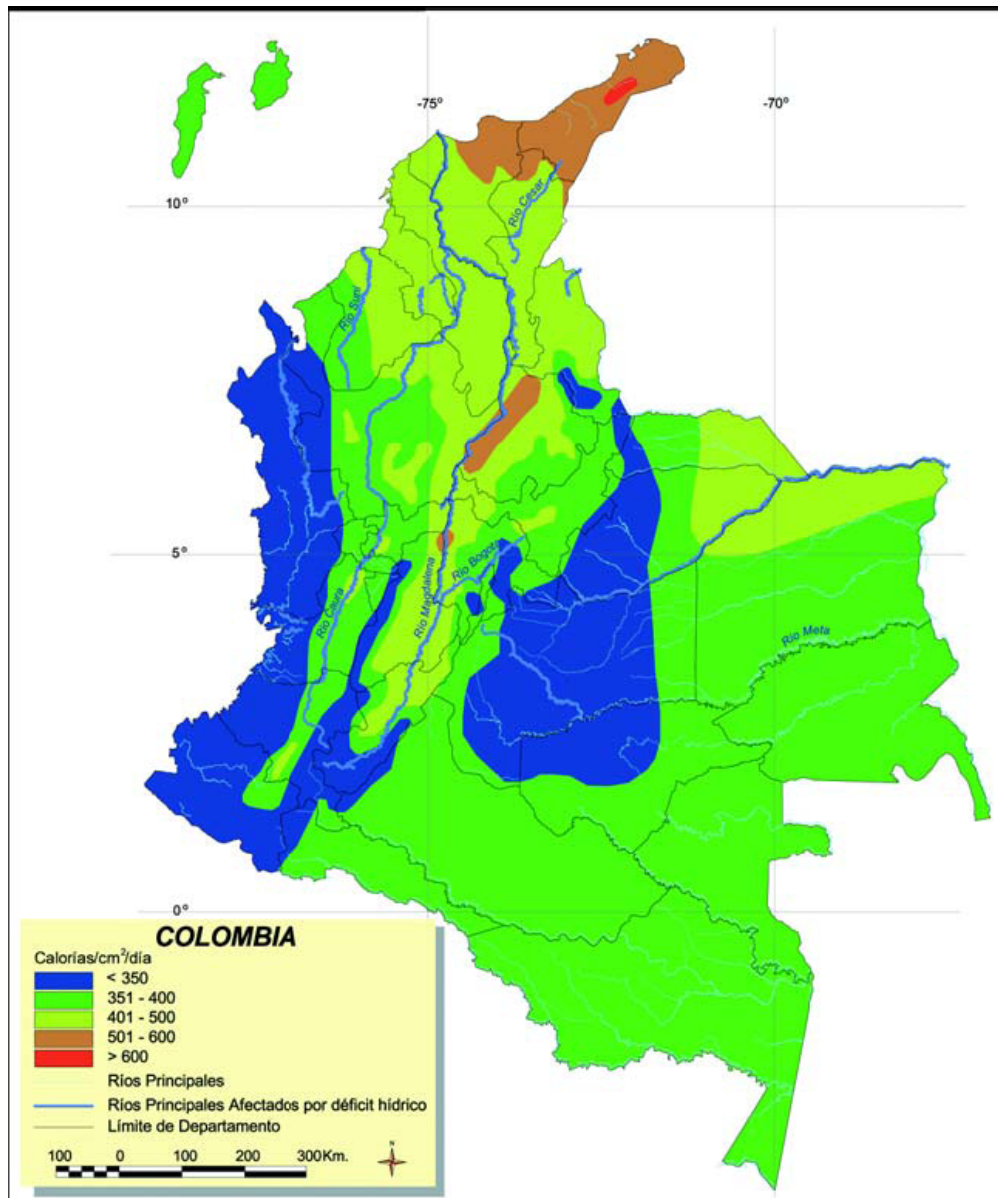 -75°
-70°
10°
Río Cesar
Río Suní
5°
Río Bogotá
Río Magdalena
Río Caura
Río Meta
0°
COLOMBIA
Calorías/cm²/día
< 350
351 - 400
401 - 500
501 - 600
> 600
Ríos Principales
Ríos Principales Afectados por déficit hídrico
Límite de Departamento
N
100 0 100 200 300Km.